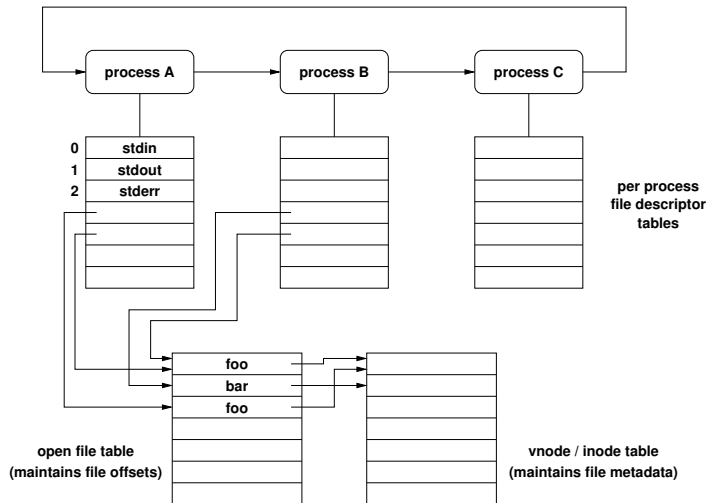 process A
process B
process C
0 stdin
1 stdout
2 stderr
per process
file descriptor
tables
foo
bar
foo
open file table
(maintains file offsets)
vnode / inode table
(maintains file metadata)